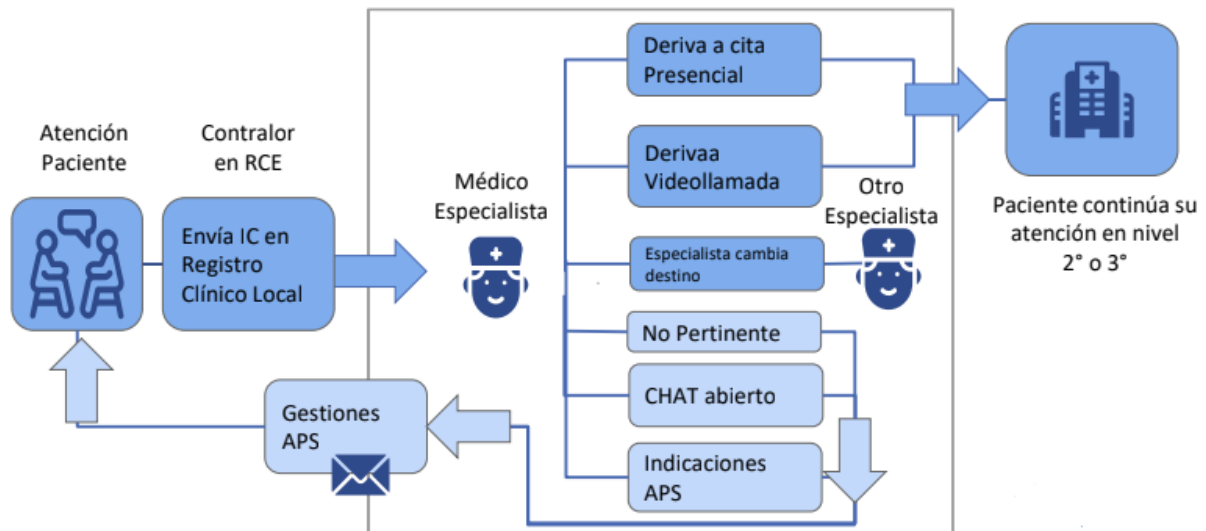 Atención
Paciente
Contralor
en RCE
Envía IC en
Registro
Clínico Local
Médico
Especialista
Deriva a cita
Presencial
Derivaa
Videollamada
Otro
Especialista
Especialista cambia
destino
No Pertinente
CHAT abierto
Indicaciones
APS
Gestiones
APS
Paciente continúa su
atención en nivel
2° o 3°